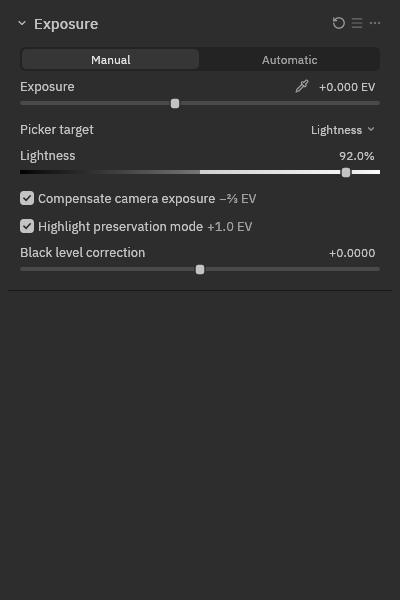 Exposure
Manual Automatic
Exposure +0.000 EV
Picker target Lightness
Lightness 92.0%
Compensate camera exposure −⅔ EV
Highlight preservation mode +1.0 EV
Black level correction +0.0000